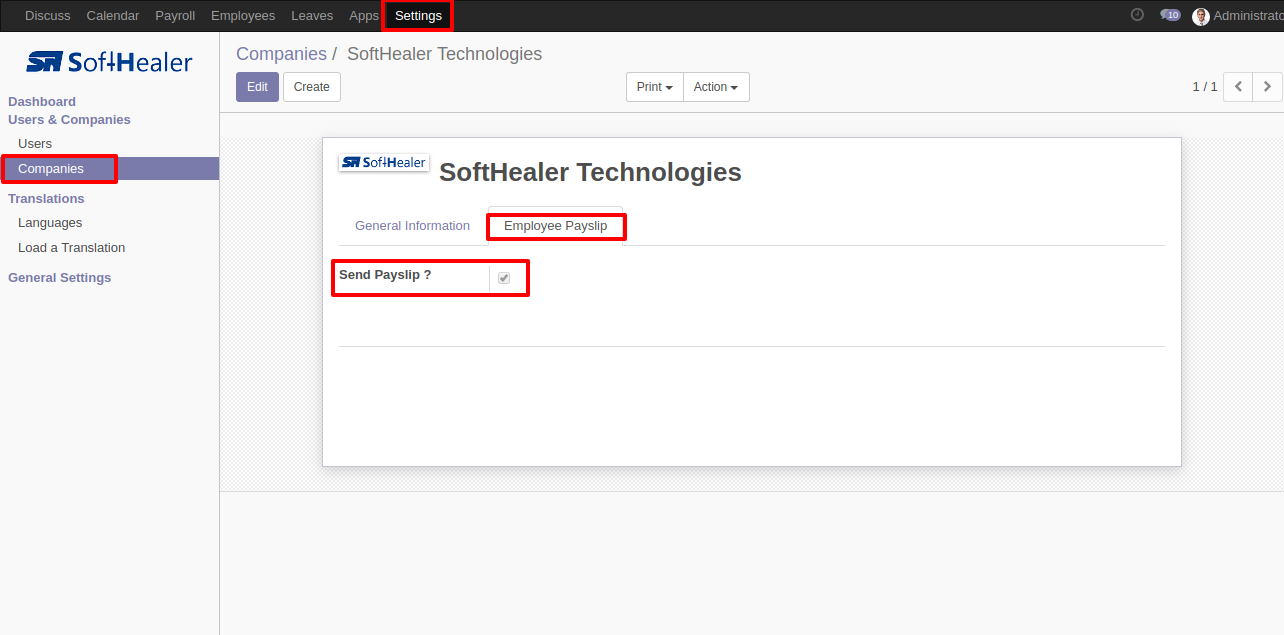 Discuss Calendar Payroll Employees Leaves Apps Settings 10 Administrato
SoftHealer
Dashboard
Users & Companies
Users
Companies
Translations
Languages
Load a Translation
General Settings
Companies / SoftHealer Technologies
Edit Create Print Action 1 / 1
SoftHealer SoftHealer Technologies
General Information Employee Payslip
Send Payslip ?